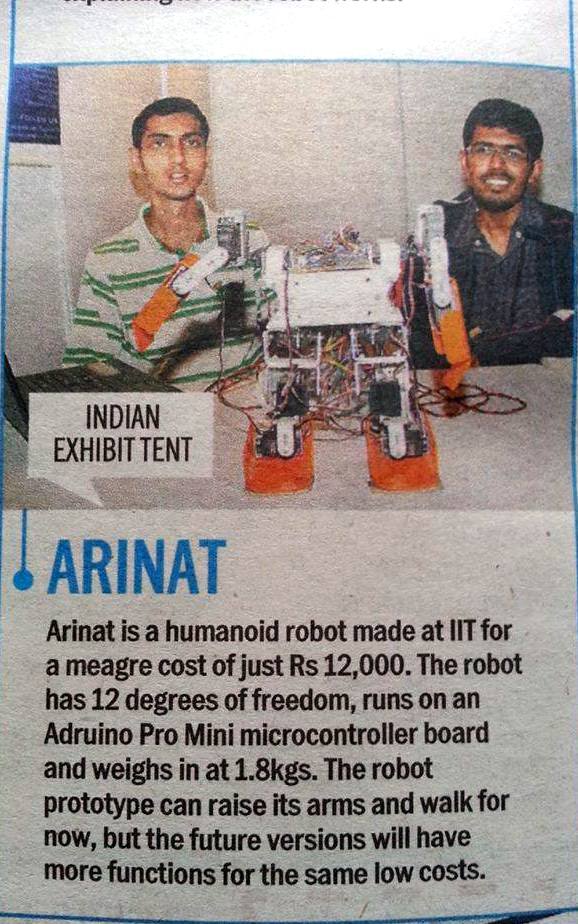 FOLLOW US
INDIAN
EXHIBIT TENT
ARINAT
Arinat is a humanoid robot made at IIT for
a meagre cost of just Rs 12,000. The robot
has 12 degrees of freedom, runs on an
Adruino Pro Mini microcontroller board
and weighs in at 1.8kgs. The robot
prototype can raise its arms and walk for
now, but the future versions will have
more functions for the same low costs.